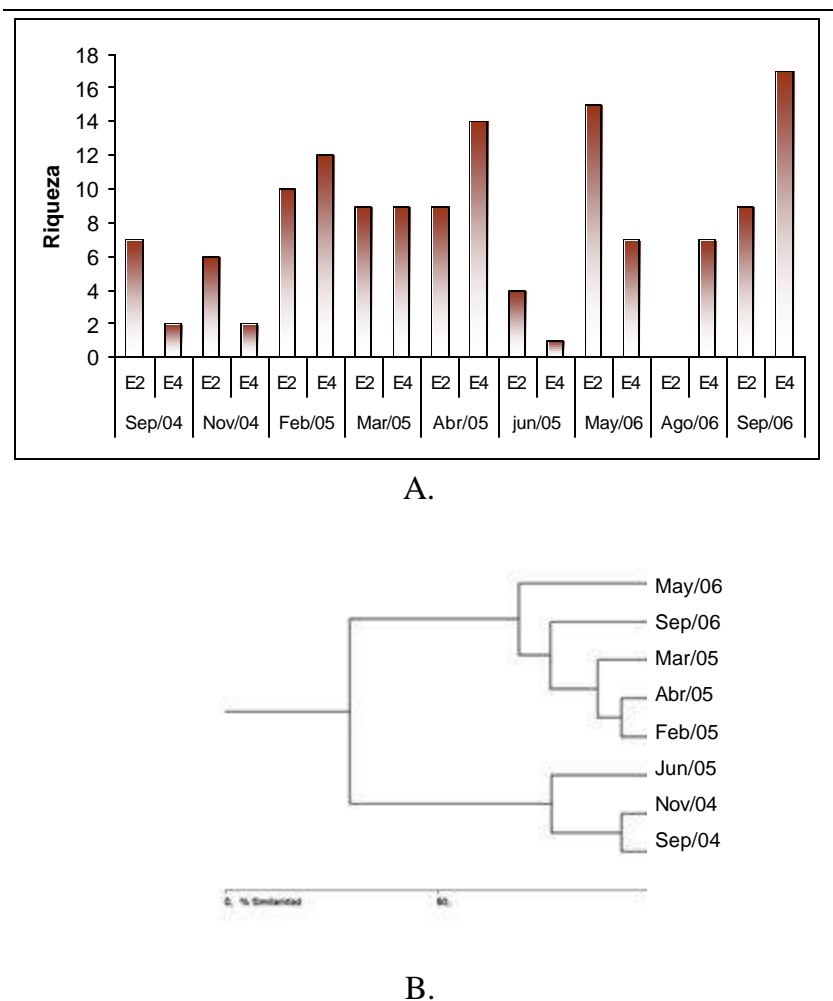 18
16
14
12
10
8
6
4
2
0
Riqueza
E2 E4 E2 E4 E2 E4 E2 E4 E2 E4 E2 E4 E2 E4 E2 E4 E2 E4
Sep/04 Nov/04 Feb/05 Mar/05 Abr/05 jun/05 May/06 Ago/06 Sep/06
A.
May/06
Sep/06
Mar/05
Abr/05
Feb/05
Jun/05
Nov/04
Sep/04
0, % Similaridad
B.